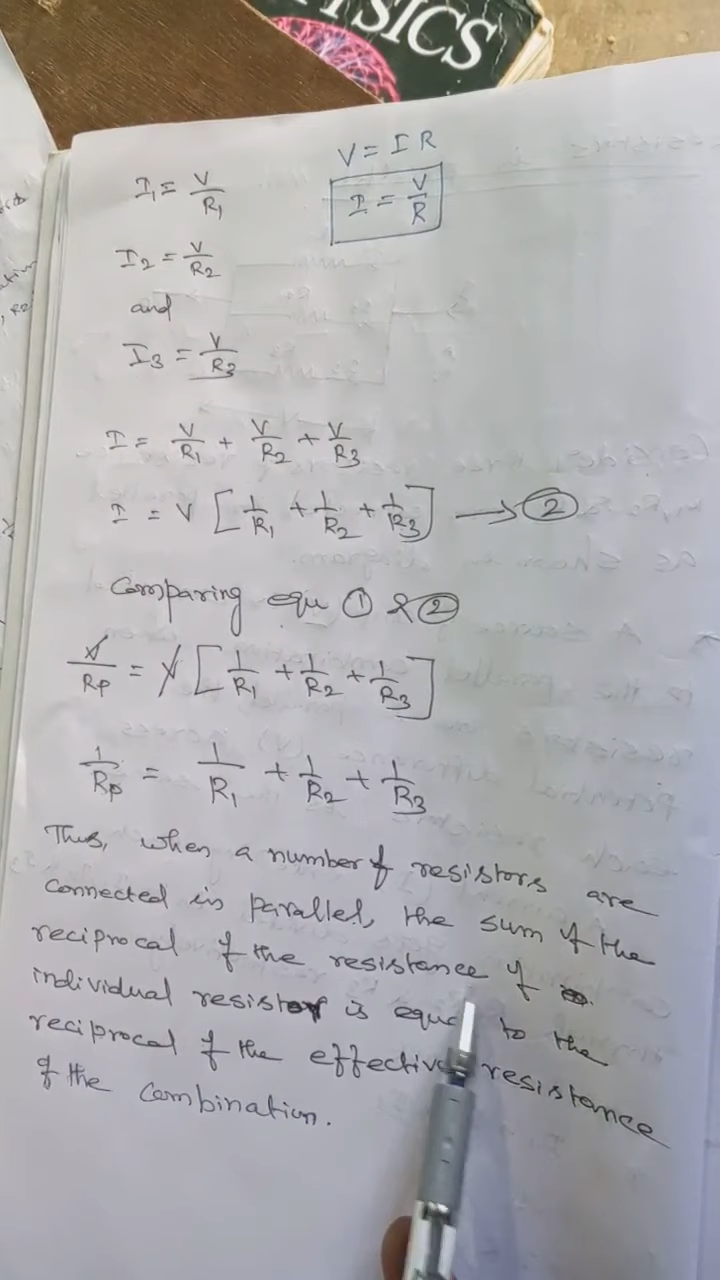 SICS
V = I R
I₁ = V/R₁
I = V/R
I₂ = V/R₂
and
I₃ = V/R₃
I = V/R₁ + V/R₂ + V/R₃
I = V [1/R₁ + 1/R₂ + 1/R₃] → ②
Comparing equ ① & ②
V/Rp = V [1/R₁ + 1/R₂ + 1/R₃]
1/Rp = 1/R₁ + 1/R₂ + 1/R₃
Thus, when a number of resistors are
connected in parallel, the sum of the
reciprocal of the resistance of
individual resistor is equal to the
reciprocal of the effective resistance
of the combination.